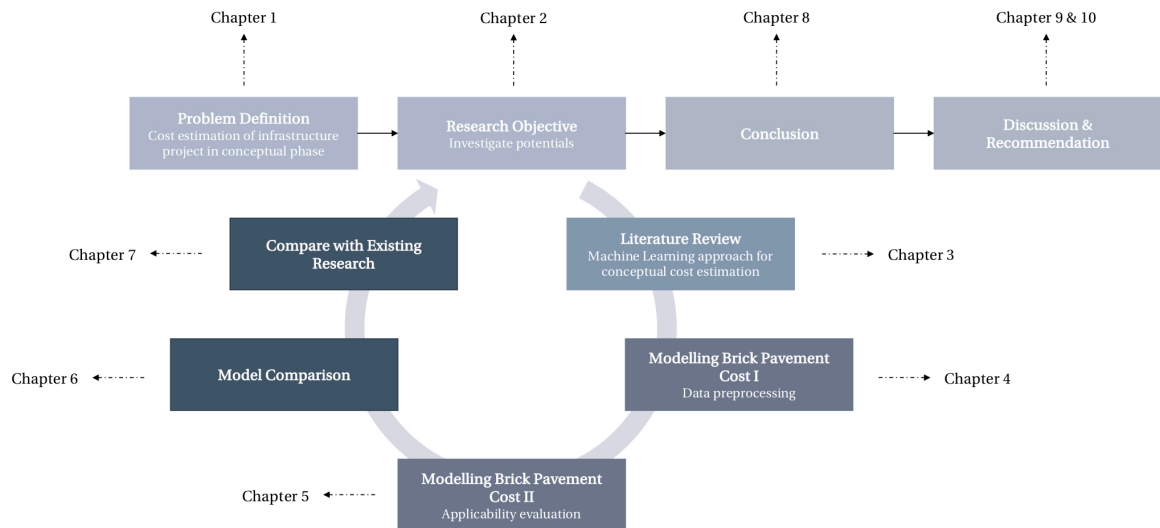 Chapter 1
Chapter 2
Chapter 8
Chapter 9 & 10
Problem Definition
Cost estimation of infrastructure
project in conceptual phase
Research Objective
Investigate potentials
Conclusion
Discussion &
Recommendation
Compare with Existing
Research
Chapter 7
Literature Review
Machine Learning approach for
conceptual cost estimation
Chapter 3
Model Comparison
Chapter 6
Modelling Brick Pavement
Cost I
Data preprocessing
Chapter 4
Modelling Brick Pavement
Cost II
Applicability evaluation
Chapter 5